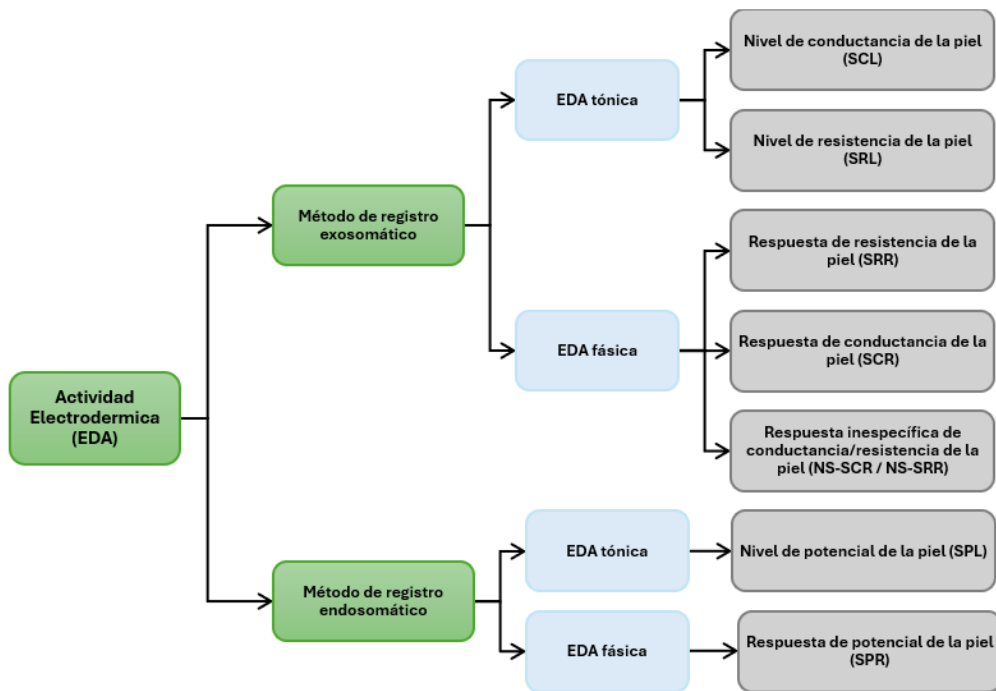 Actividad
Electrodermica
(EDA)
Método de registro
exosomático
EDA tónica
Nivel de conductancia de la piel
(SCL)
Nivel de resistencia de la piel
(SRL)
EDA fásica
Respuesta de resistencia de la
piel (SRR)
Respuesta de conductancia de la
piel (SCR)
Respuesta inespecífica de
conductancia/resistencia de la
piel (NS-SCR / NS-SRR)
Método de registro
endosomático
EDA tónica
Nivel de potencial de la piel (SPL)
EDA fásica
Respuesta de potencial de la piel
(SPR)